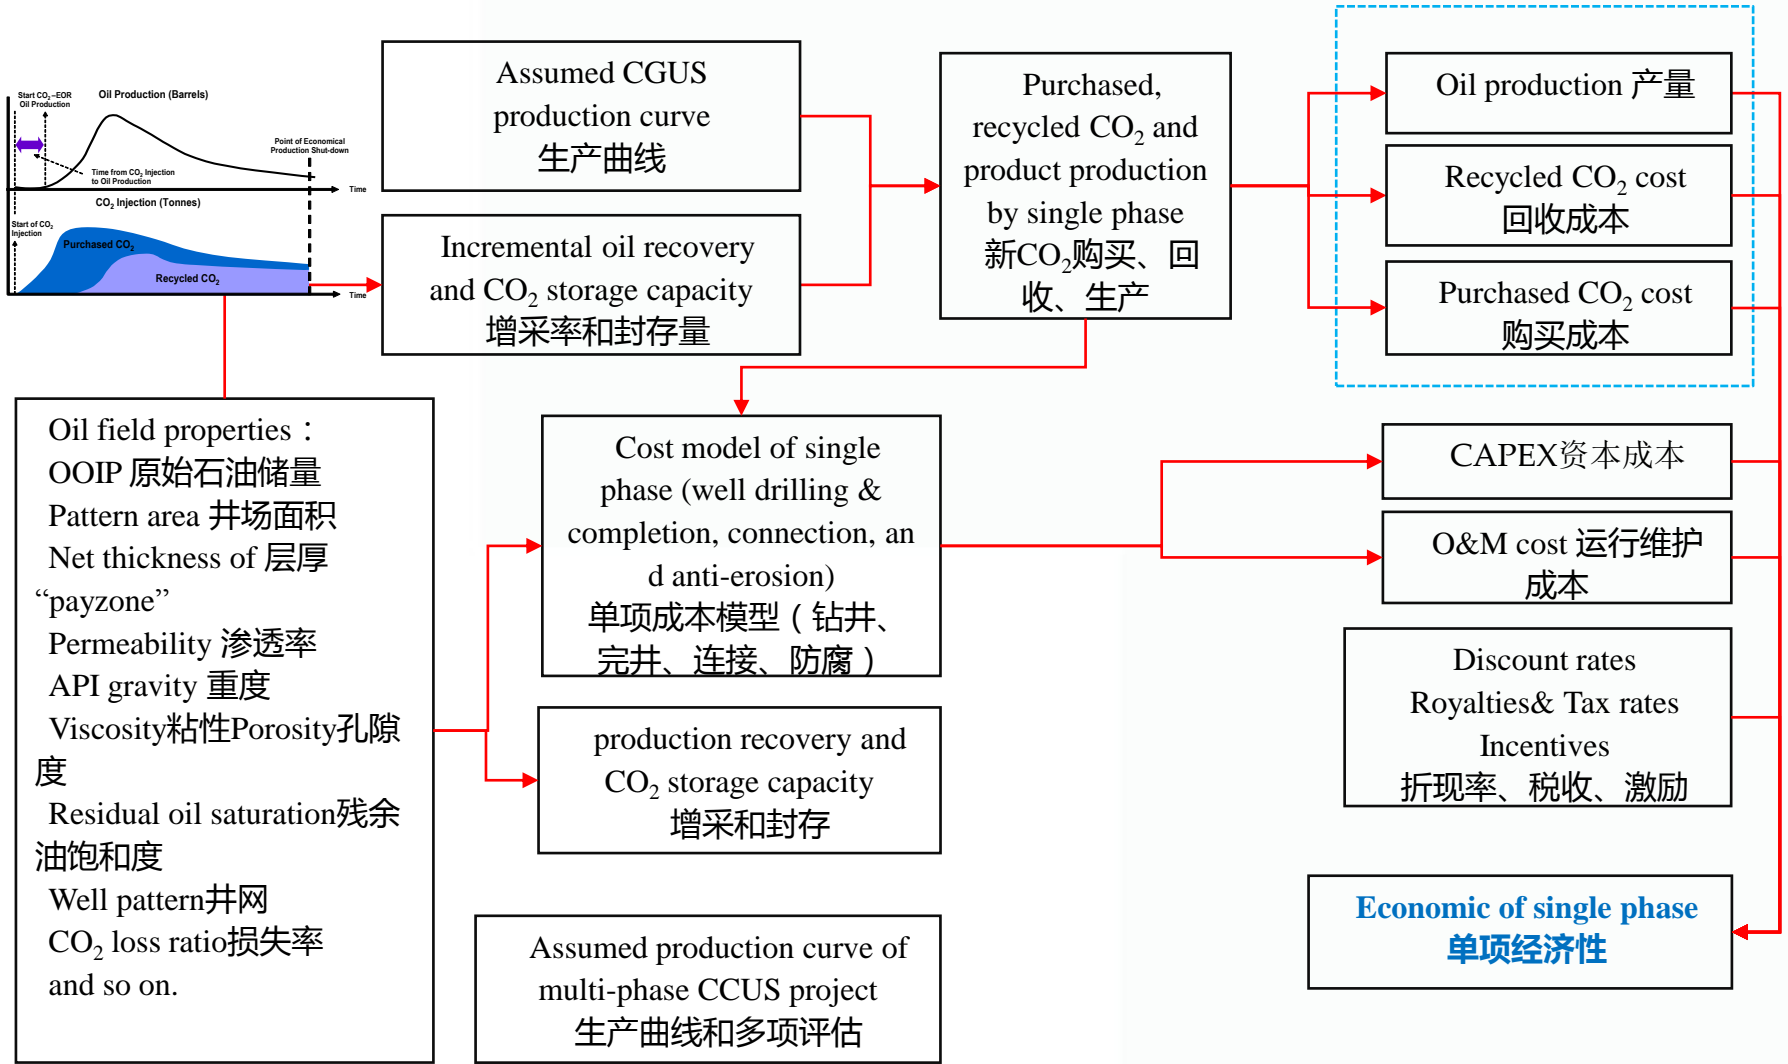 Start CO2–EOR
Oil Production
Oil Production (Barrels)
Point of Economical
Production Shut-down
Time from CO2 Injection
to Oil Production
Time
CO2 Injection (Tonnes)
Start of CO2
Injection
Purchased CO2
Recycled CO2
Time
Assumed CGUS
production curve
生产曲线
Incremental oil recovery
and CO2 storage capacity
增采率和封存量
Purchased,
recycled CO2 and
product production
by single phase
新CO2购买、回
收、生产
Oil production 产量
Recycled CO2 cost
回收成本
Purchased CO2 cost
购买成本
Oil field properties：
OOIP 原始石油储量
Pattern area 井场面积
Net thickness of 层厚
“payzone”
Permeability 渗透率
API gravity 重度
Viscosity粘性Porosity孔隙
度
Residual oil saturation残余
油饱和度
Well pattern井网
CO2 loss ratio损失率
and so on.
Cost model of single
phase (well drilling &
completion, connection, an
d anti-erosion)
单项成本模型（钻井、
完井、连接、防腐）
production recovery and
CO2 storage capacity
增采和封存
Assumed production curve of
multi-phase CCUS project
生产曲线和多项评估
CAPEX资本成本
O&M cost 运行维护
成本
Discount rates
Royalties& Tax rates
Incentives
折现率、税收、激励
Economic of single phase
单项经济性